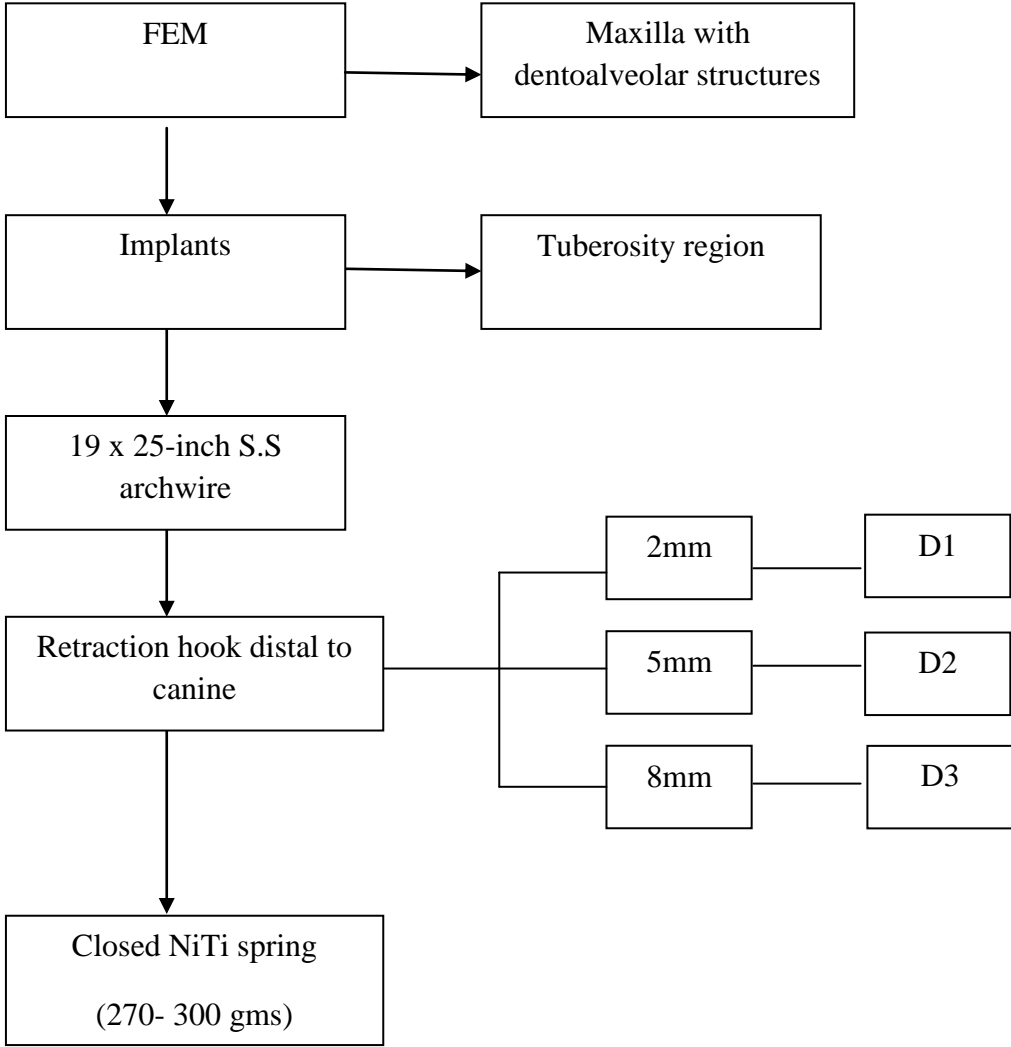 FEM
Maxilla with
dentoalveolar structures
Implants
Tuberosity region
19 x 25-inch S.S
archwire
2mm
D1
Retraction hook distal to
canine
5mm
D2
8mm
D3
Closed NiTi spring
(270- 300 gms)